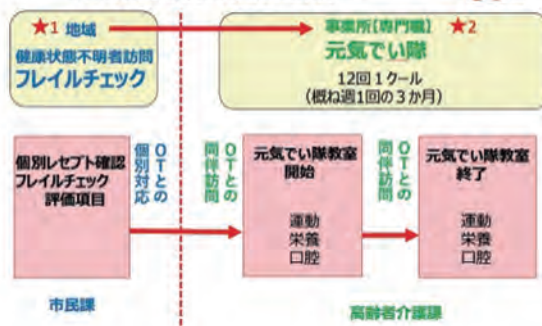 ★1 地域
健康状態不明者訪問
フレイルチェック
事業所【専門職】 ★2
元気でい隊
12回1クール
(概ね週1回の3か月)
個別レセプト確認
フレイルチェック
評価項目
OTとの
個別対応
OTとの
同伴訪問
元気でい隊教室
開始
運動
栄養
口腔
OTとの
同伴訪問
元気でい隊教室
終了
運動
栄養
口腔
市民課
高齢者介護課